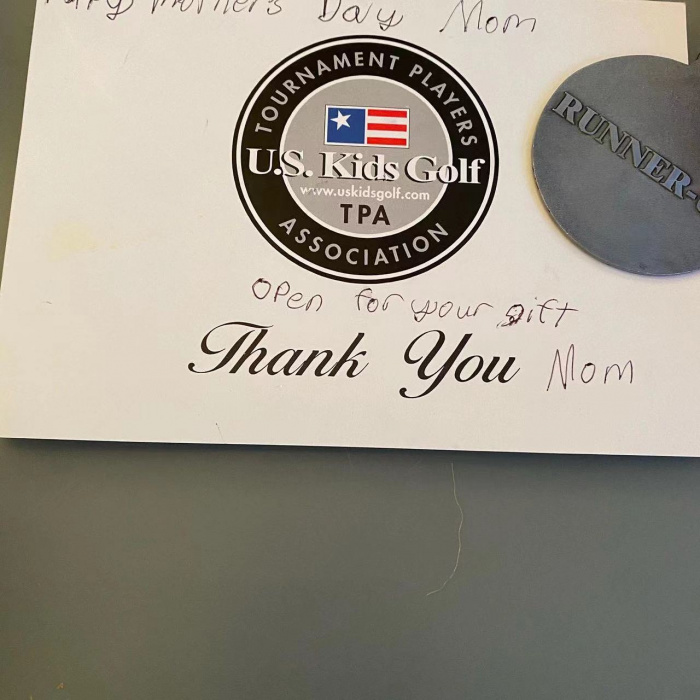 Mother's Day Mom
TOURNAMENT PLAYERS
U.S. Kids Golf
www.uskidsgolf.com
TPA
ASSOCIATION
RUNNER-
Open for your gift
Thank You Mom